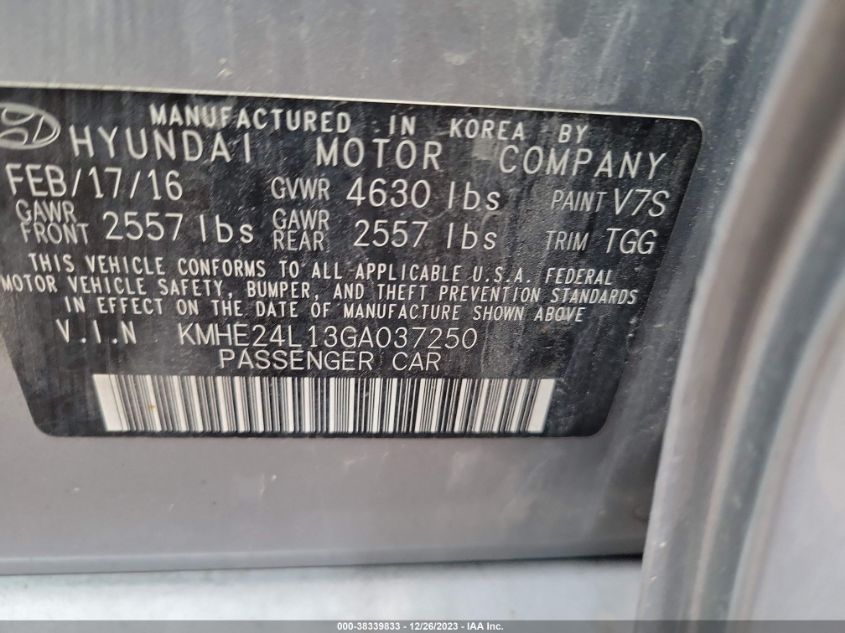 MANUFACTURED IN KOREA BY
HYUNDAI MOTOR COMPANY
FEB/17/16 GVWR 4630 lbs PAINT V7S
GAWR FRONT 2557 lbs GAWR REAR 2557 lbs TRIM TGG
THIS VEHICLE CONFORMS TO ALL APPLICABLE U.S.A. FEDERAL
MOTOR VEHICLE SAFETY, BUMPER, AND THEFT PREVENTION STANDARDS
IN EFFECT ON THE DATE OF MANUFACTURE SHOWN ABOVE
V.I.N KMHE24L13GA037250
PASSENGER CAR
000-38339833 - 12/26/2023 - IAA Inc.